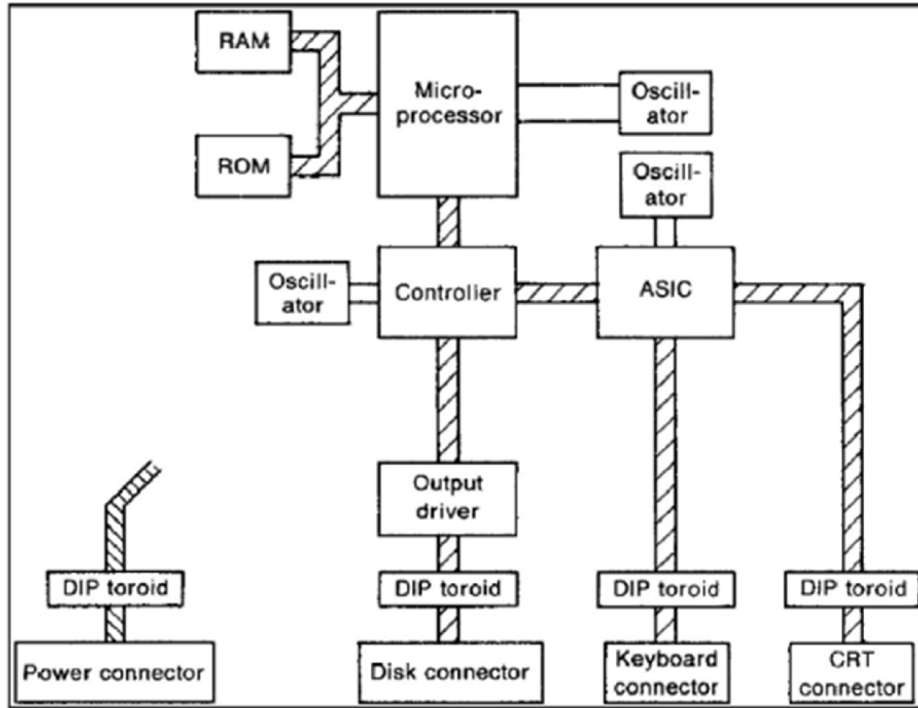 RAM
Micro-
processor
Oscill-
ator
ROM
Oscill-
ator
Oscill-
ator
Controller
ASIC
Output
driver
DIP toroid
DIP toroid
DIP toroid
DIP toroid
Power connector
Disk connector
Keyboard
connector
CRT
connector